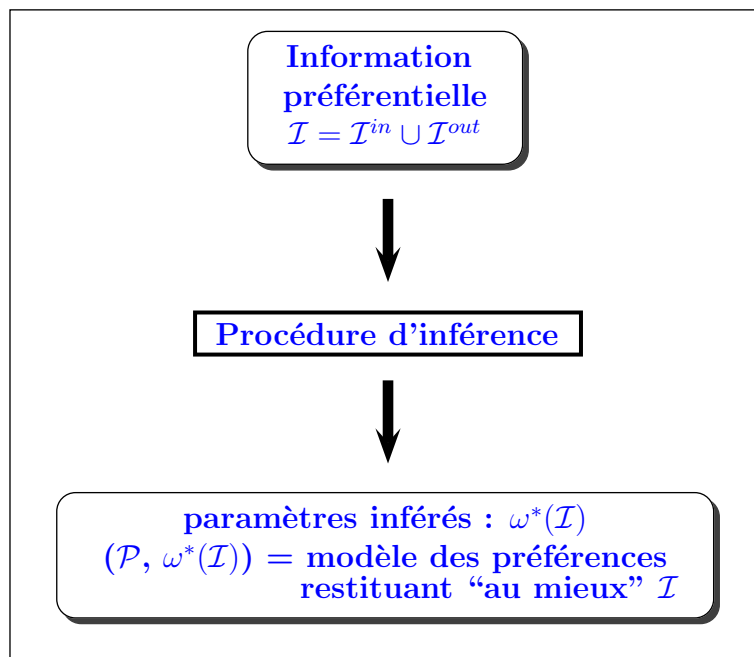 Information
préférentielle
𝓘 = 𝓘^{in} ∪ 𝓘^{out}
Procédure d'inférence
paramètres inférés : ω*(𝓘)
(𝓟, ω*(𝓘)) = modèle des préférences
restituant “au mieux” 𝓘